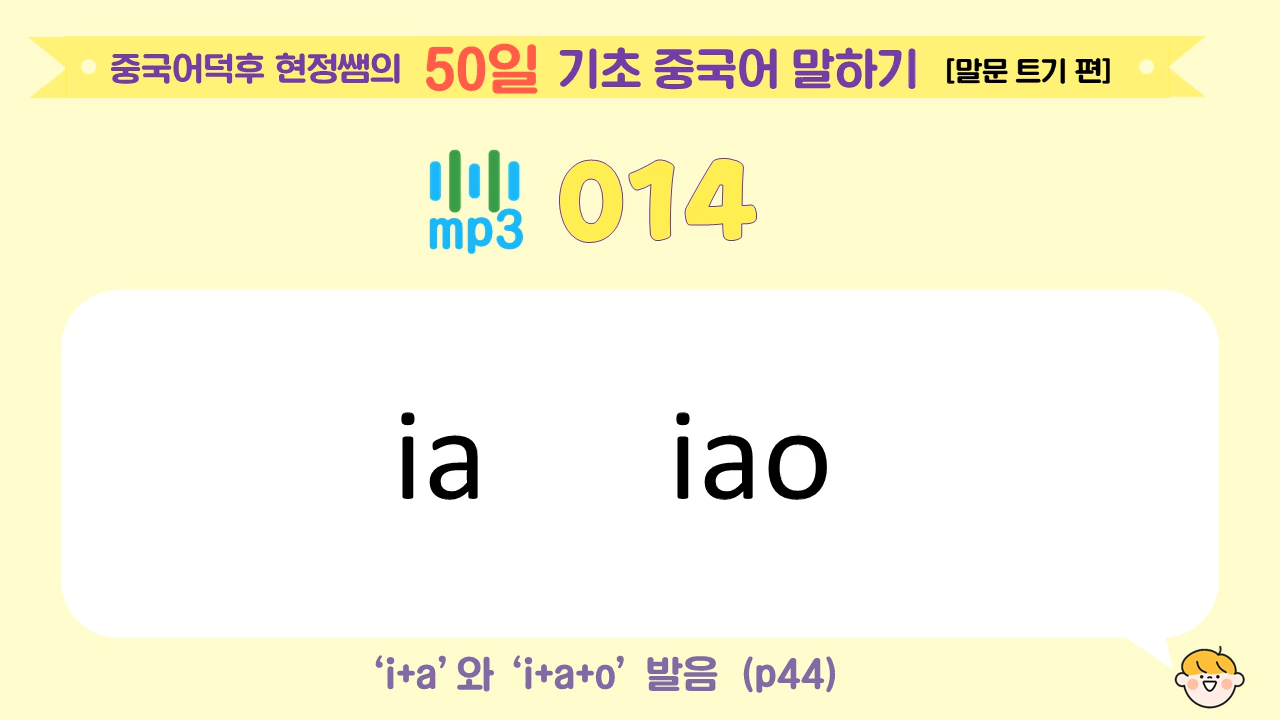 중국어덕후 현정쌤의 50일 기초 중국어 말하기 [말문 트기 편]
mp3 014
ia iao
‘i+a’ 와 ‘i+a+o’ 발음 (p44)